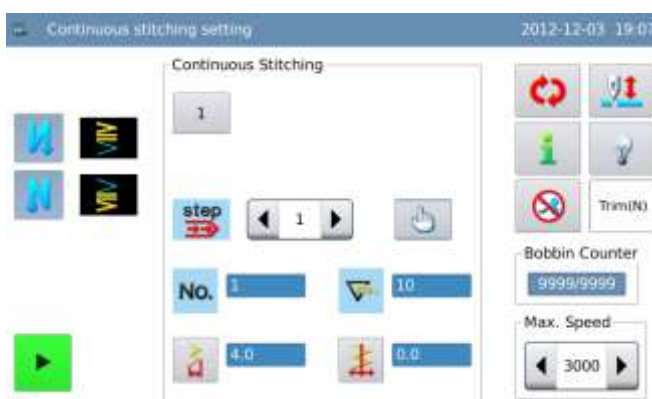 Continuous stitching setting 2012-12-03 19:07
Continuous Stitching
1
step 1
Trim(N)
Bobbin Counter
No. 1 10
9999/9999
Max. Speed
4.0 0.0
3000